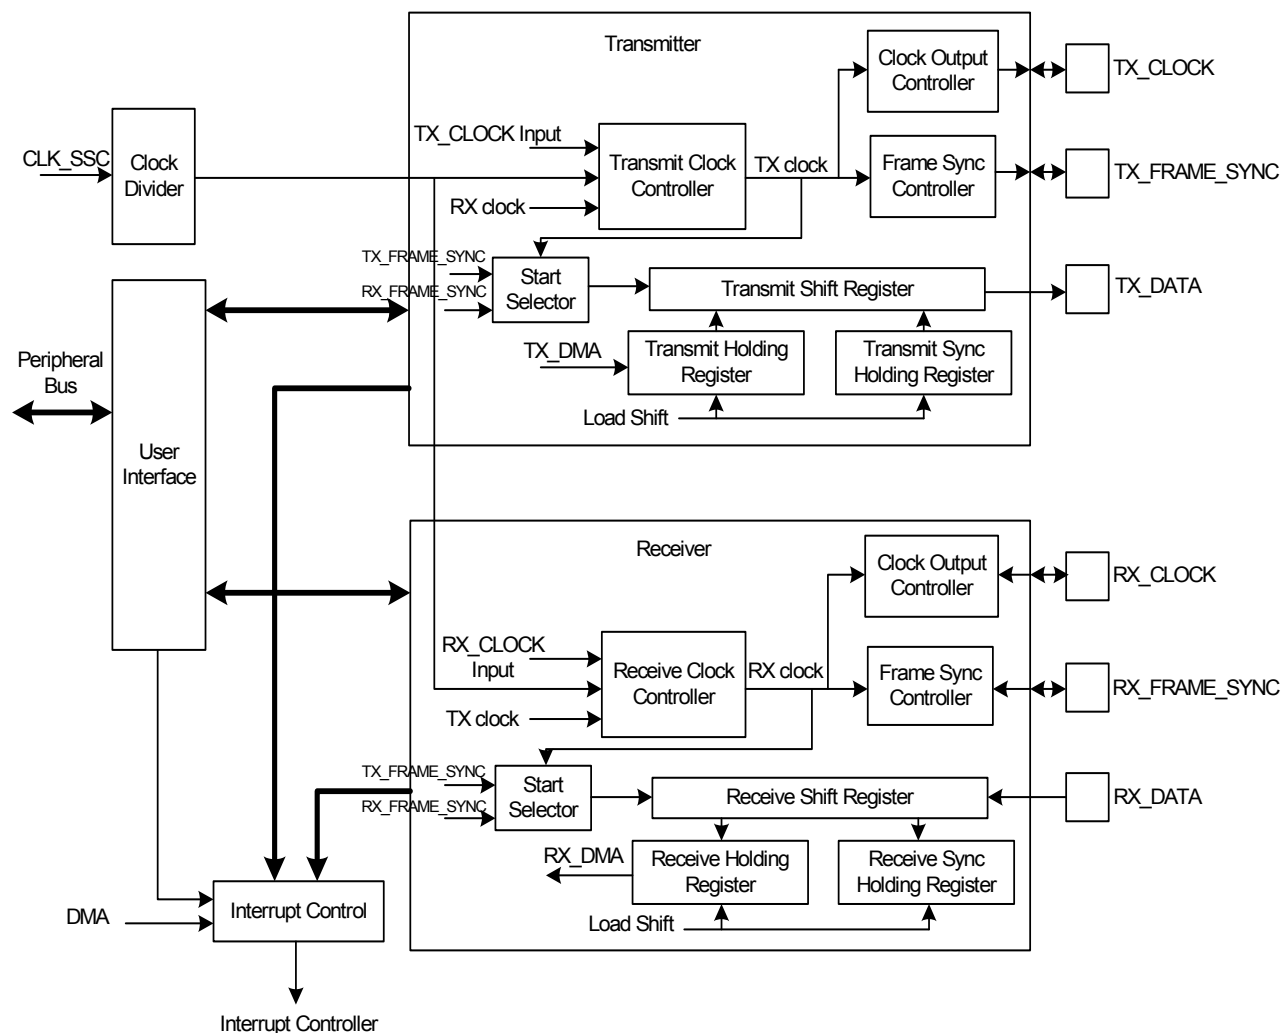 Transmitter
Clock Output
Controller
TX_CLOCK
TX_CLOCK Input
CLK_SSC
Clock
Divider
Transmit Clock
Controller
TX clock
Frame Sync
Controller
TX_FRAME_SYNC
RX clock
TX_FRAME_SYNC
RX_FRAME_SYNC
Start
Selector
Transmit Shift Register
TX_DATA
TX_DMA
Transmit Holding
Register
Transmit Sync
Holding Register
Load Shift
Peripheral
Bus
User
Interface
Receiver
Clock Output
Controller
RX_CLOCK
RX_CLOCK
Input
Receive Clock
Controller
RX clock
Frame Sync
Controller
RX_FRAME_SYNC
TX clock
TX_FRAME_SYNC
RX_FRAME_SYNC
Start
Selector
Receive Shift Register
RX_DATA
RX_DMA
Receive Holding
Register
Receive Sync
Holding Register
Load Shift
DMA
Interrupt Control
Interrupt Controller